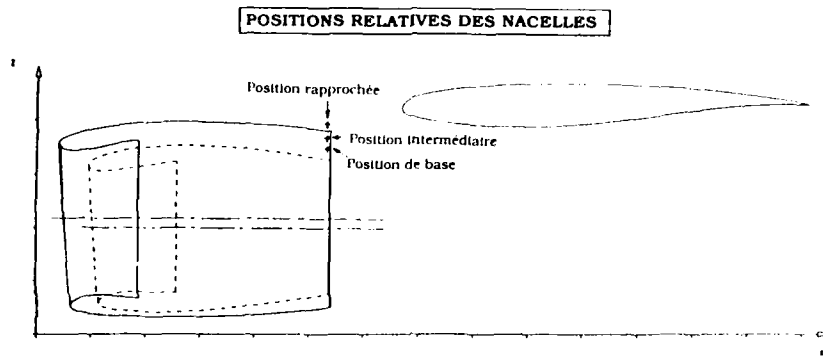 POSITIONS RELATIVES DES NACELLES
z
Position rapprochée
Position intermédiaire
Position de base